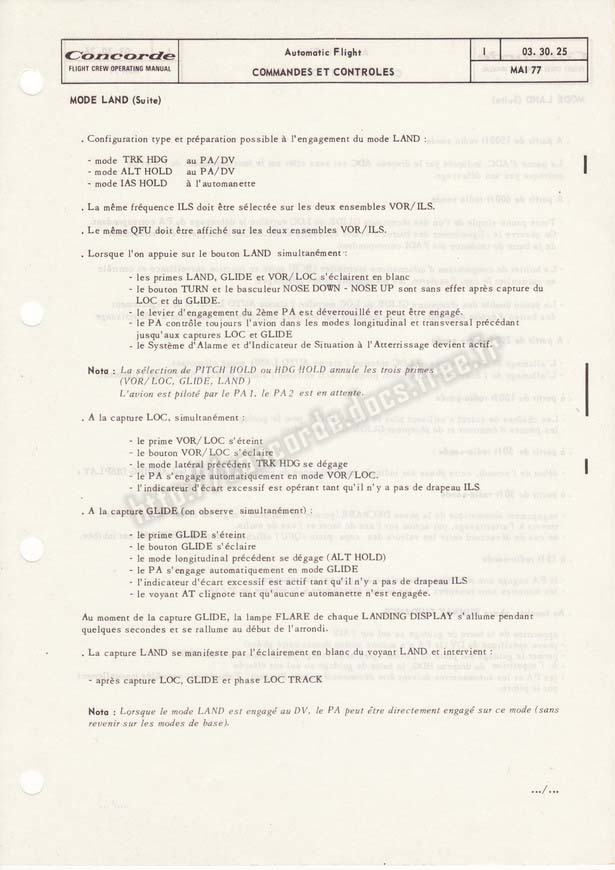 Concorde
FLIGHT CREW OPERATING MANUAL
Automatic Flight
COMMANDES ET CONTROLES
I
03. 30. 25
MAI 77
MODE LAND (Suite)
. Configuration type et préparation possible à l'engagement du mode LAND :
- mode TRK HDG au PA/DV
- mode ALT HOLD au PA/DV
- mode IAS HOLD à l'automanette
. La même fréquence ILS doit être sélectée sur les deux ensembles VOR/ILS.
. Le même QFU doit être affiché sur les deux ensembles VOR/ILS.
. Lorsque l'on appuie sur le bouton LAND simultanément :
- les primes LAND, GLIDE et VOR/LOC s'éclairent en blanc
- le bouton TURN et le basculeur NOSE DOWN - NOSE UP sont sans effet après capture du
LOC et du GLIDE.
- le levier d'engagement du 2ème PA est déverrouillé et peut être engagé.
- le PA contrôle toujours l'avion dans les modes longitudinal et transversal précédant
jusqu'aux captures LOC et GLIDE
- le Système d'Alarme et d'Indicateur de Situation à l'Atterrissage devient actif.
Nota : La sélection de PITCH HOLD ou HDG HOLD annule les trois primes
(VOR/LOC, GLIDE, LAND)
L'avion est piloté par le PA 1. le PA 2 est en attente.
. A la capture LOC, simultanément :
- le prime VOR/LOC s'éteint
- le bouton VOR/LOC s'éclaire
- le mode latéral précédent TRK HDG se dégage
- le PA s'engage automatiquement en mode VOR/LOC.
- l'indicateur d'écart excessif est opérant tant qu'il n'y a pas de drapeau ILS
. A la capture GLIDE (on observe simultanément) :
- le prime GLIDE s'éteint
- le bouton GLIDE s'éclaire
- le mode longitudinal précédent se dégage (ALT HOLD)
- le PA s'engage automatiquement en mode GLIDE
- l'indicateur d'écart excessif est actif tant qu'il n'y a pas de drapeau ILS
- le voyant AT clignote tant qu'aucune automanette n'est engagée.
Au moment de la capture GLIDE, la lampe FLARE de chaque LANDING DISPLAY s'allume pendant
quelques secondes et se rallume au début de l'arrondi.
. La capture LAND se manifeste par l'éclairement en blanc du voyant LAND et intervient :
- après capture LOC, GLIDE et phase LOC TRACK
Nota : Lorsque le mode LAND est engagé au DV, le PA peut être directement engagé sur ce mode (sans
revenir sur les modes de base).
.../...